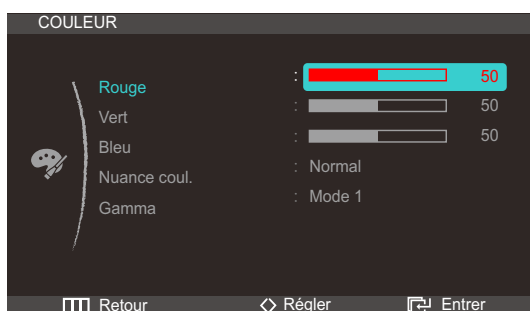 COULEUR
Rouge : 50
Vert : 50
Bleu : 50
Nuance coul. : Normal
Gamma : Mode 1
Retour Régler Entrer